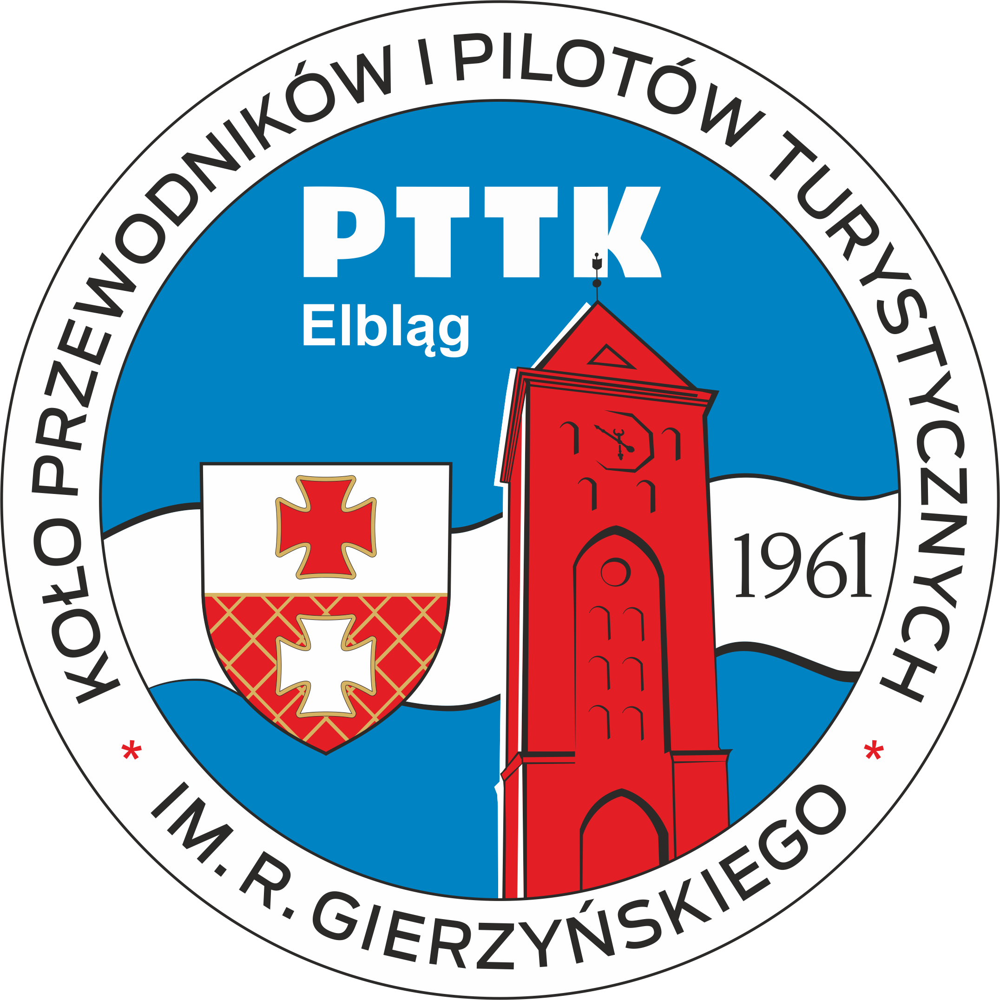 KOŁO PRZEWODNIKÓW I PILOTÓW TURYSTYCZNYCH
PTTK
Elbląg
1961
* IM. R. GIERZYŃSKIEGO *